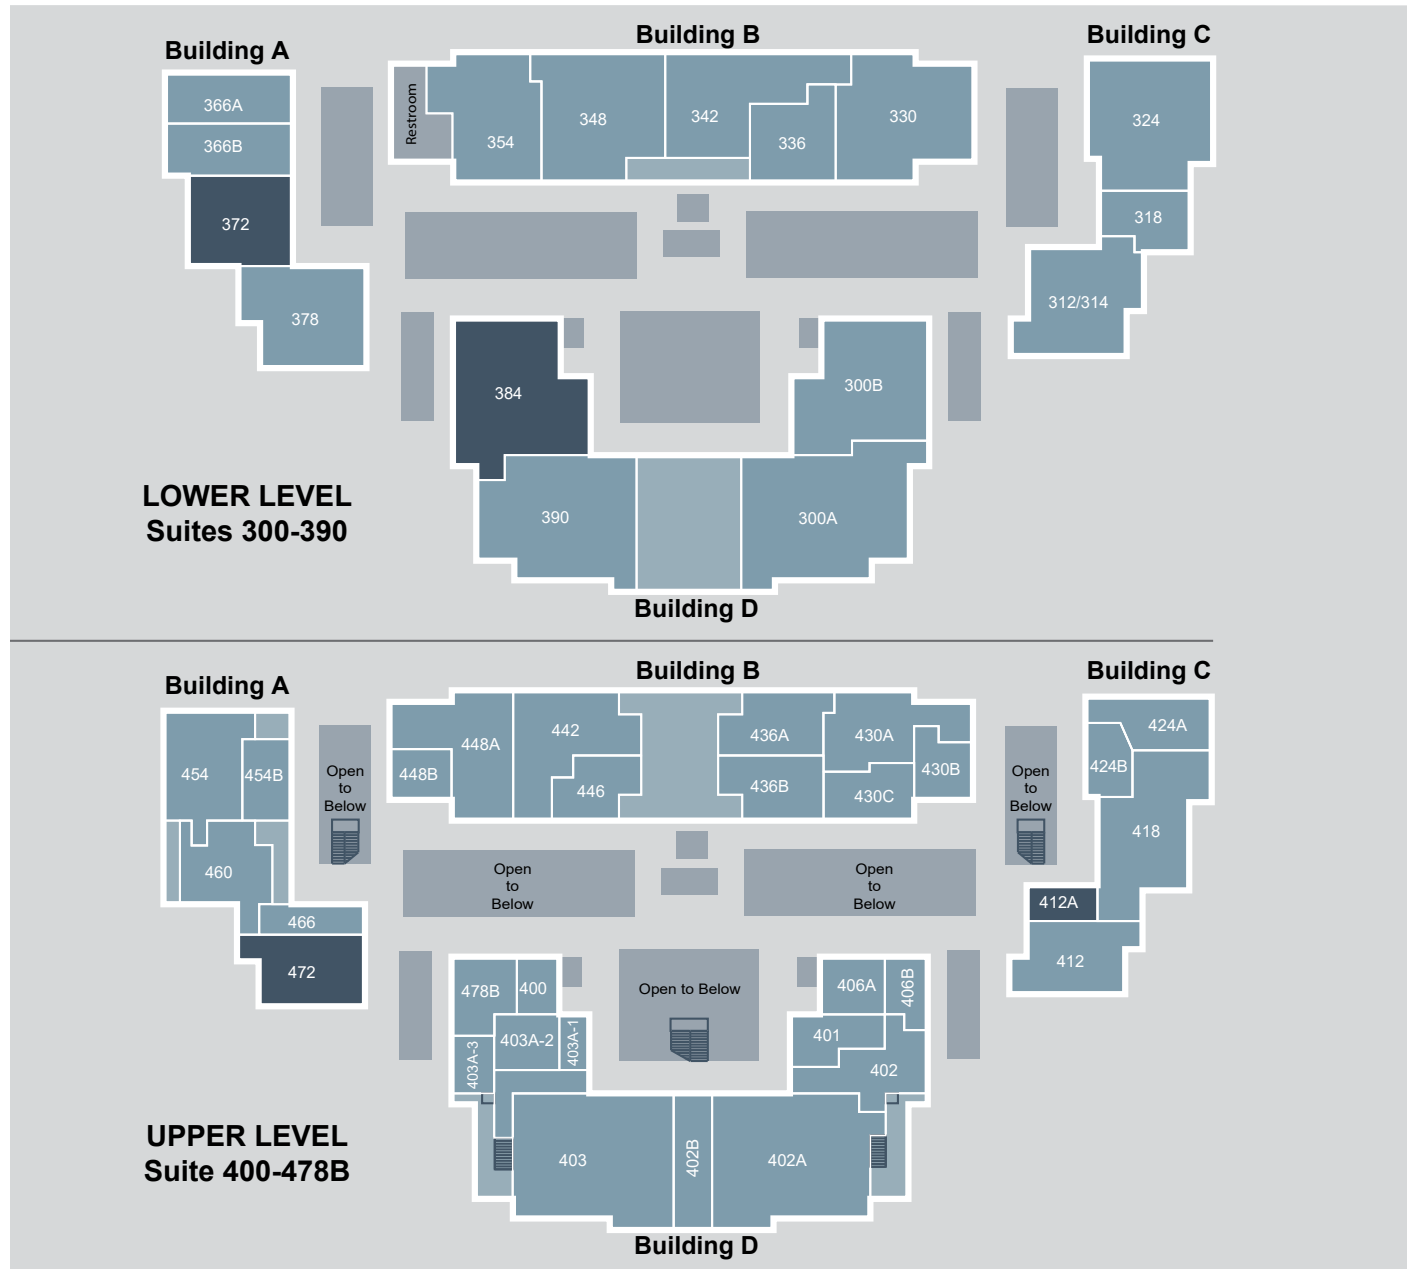 Building A
Building B
Building C
366A
366B
372
378
Restroom
354
348
342
336
330
324
318
312/314
384
390
300A
300B
LOWER LEVEL
Suites 300-390
Building D
Building A
Building B
Building C
454
454B
460
466
472
Open
to
Below
448A
448B
442
446
436A
436B
430A
430B
430C
Open
to
Below
424A
424B
418
412A
412
Open
to
Below
Open
to
Below
Open to Below
478B
400
403A-2
403A-1
403A-3
406A
406B
401
402
403
402B
402A
UPPER LEVEL
Suite 400-478B
Building D